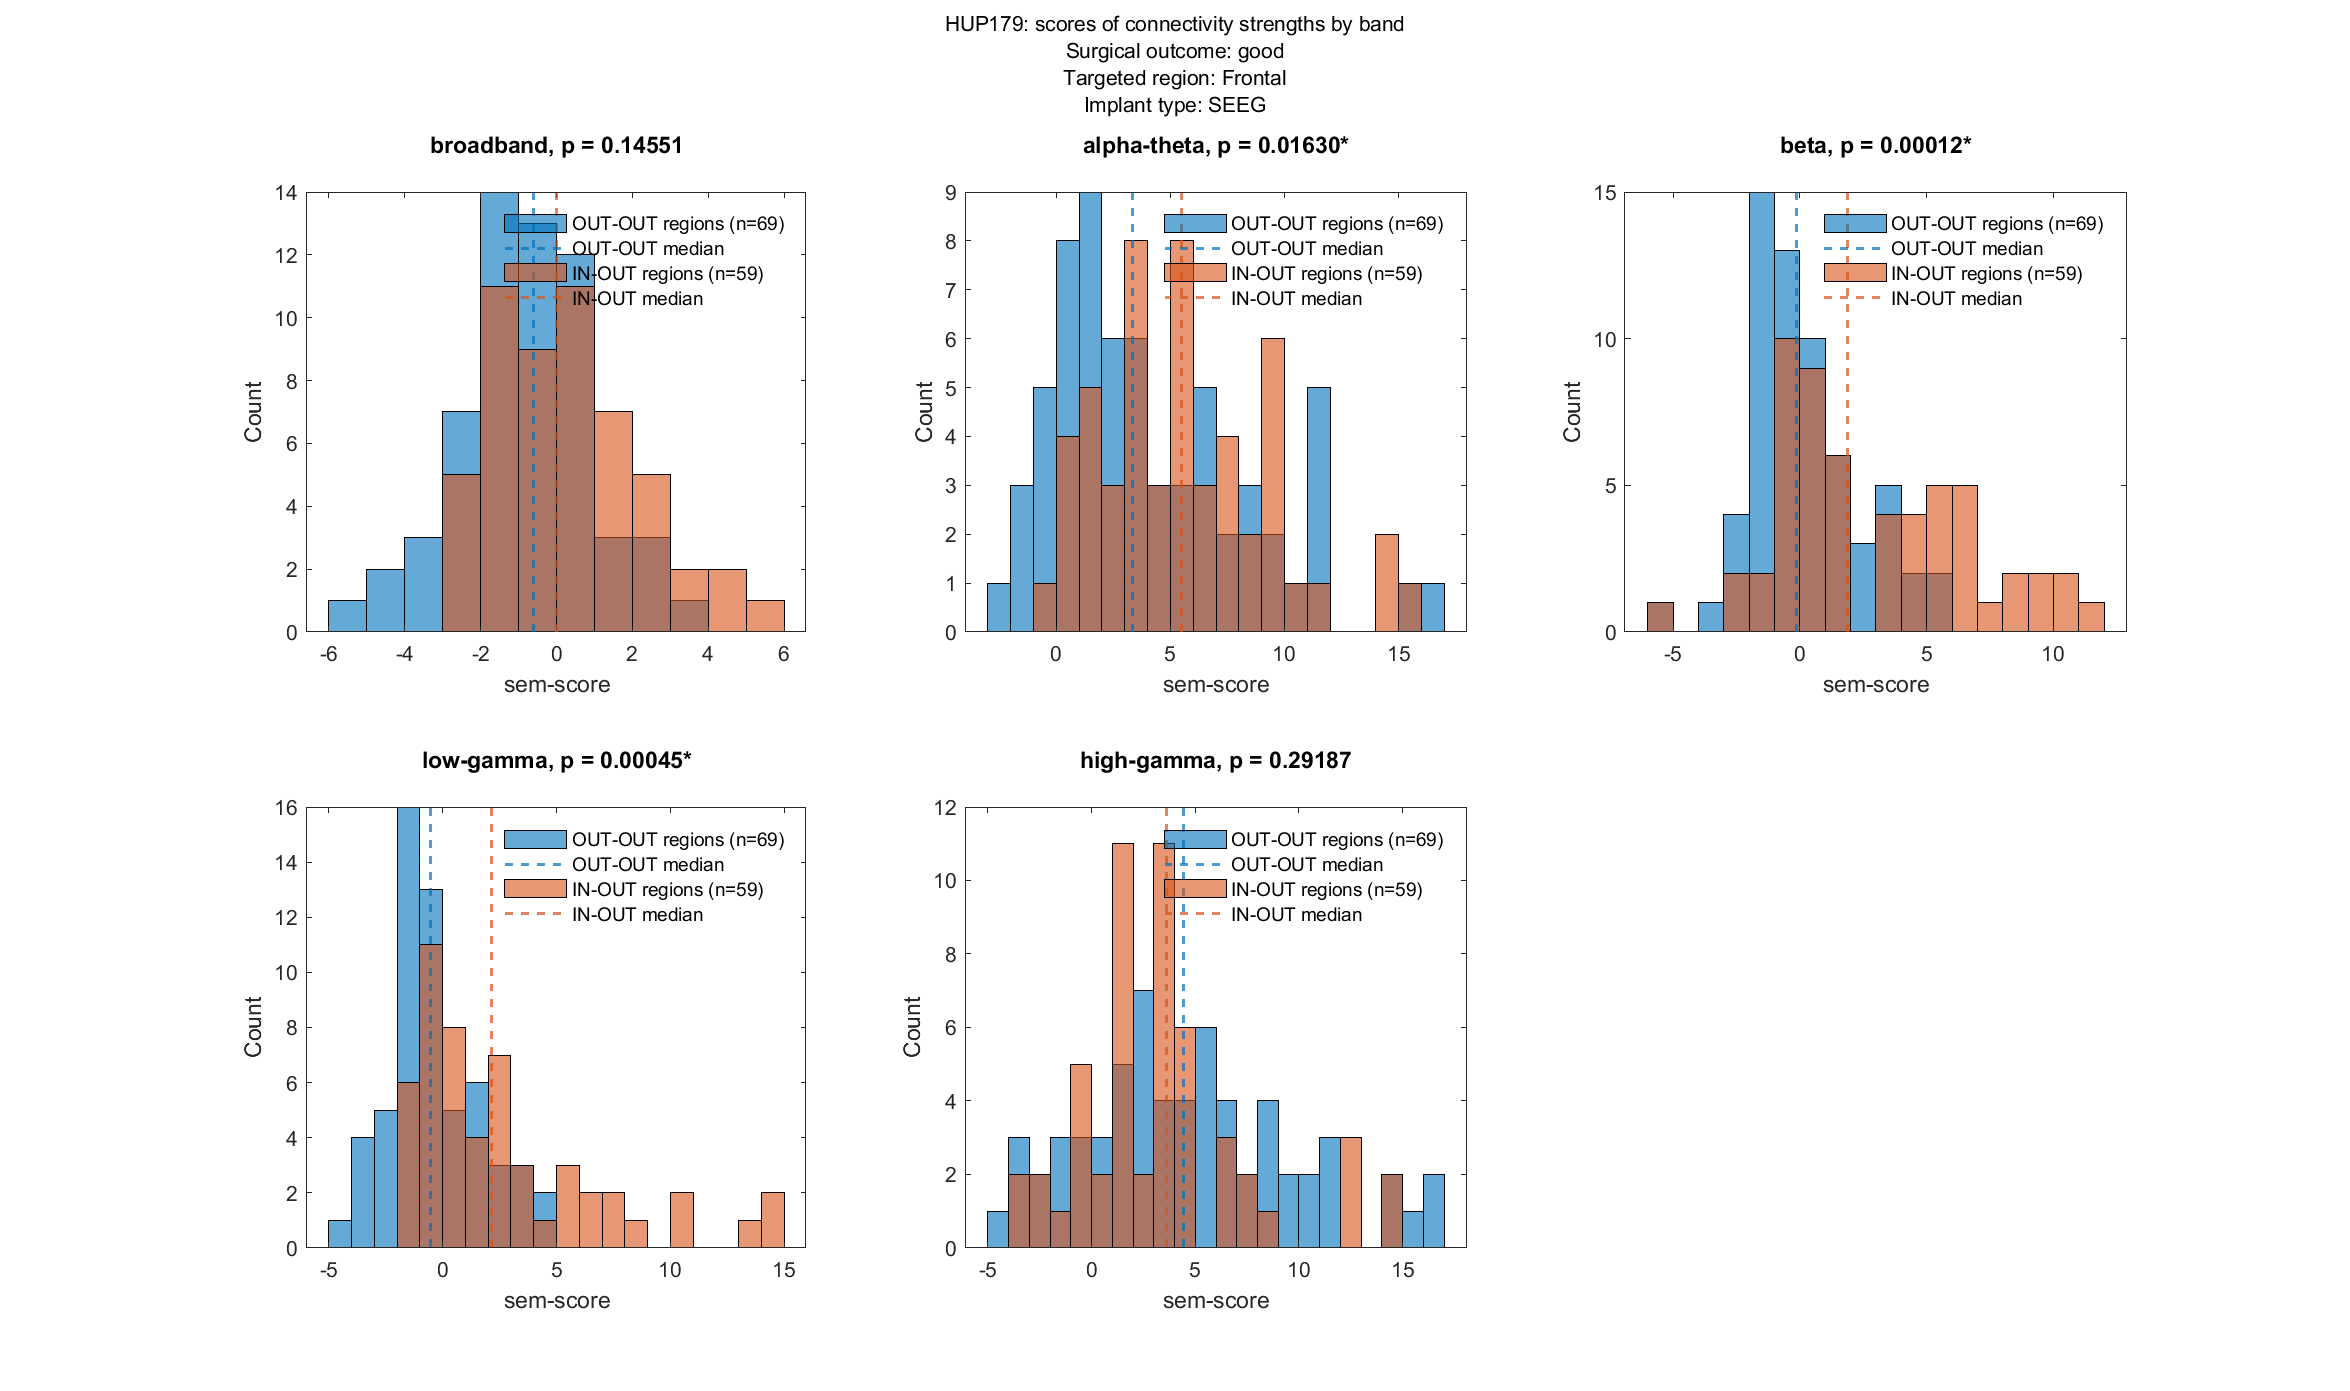 HUP179: scores of connectivity strengths by band
Surgical outcome: good
Targeted region: Frontal
Implant type: SEEG
broadband, p = 0.14551
14
12
10
8
6
4
2
0
Count
-6
-4
-2
0
2
4
6
sem-score
OUT-OUT regions (n=69)
OUT-OUT median
IN-OUT regions (n=59)
IN-OUT median
alpha-theta, p = 0.01630*
9
8
7
6
5
4
3
2
1
0
Count
0
5
10
15
sem-score
OUT-OUT regions (n=69)
OUT-OUT median
IN-OUT regions (n=59)
IN-OUT median
beta, p = 0.00012*
15
10
5
0
Count
-5
0
5
10
sem-score
OUT-OUT regions (n=69)
OUT-OUT median
IN-OUT regions (n=59)
IN-OUT median
low-gamma, p = 0.00045*
16
14
12
10
8
6
4
2
0
Count
-5
0
5
10
15
sem-score
OUT-OUT regions (n=69)
OUT-OUT median
IN-OUT regions (n=59)
IN-OUT median
high-gamma, p = 0.29187
12
10
8
6
4
2
0
Count
-5
0
5
10
15
sem-score
OUT-OUT regions (n=69)
OUT-OUT median
IN-OUT regions (n=59)
IN-OUT median